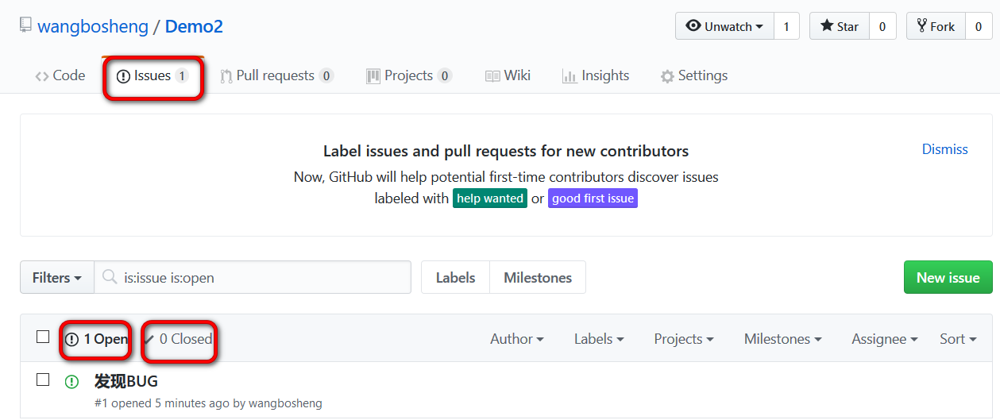 wangbosheng / Demo2
Unwatch 1 Star 0 Fork 0
Code Issues 1 Pull requests 0 Projects 0 Wiki Insights Settings
Label issues and pull requests for new contributors
Dismiss
Now, GitHub will help potential first-time contributors discover issues
labeled with help wanted or good first issue
Filters is:issue is:open Labels Milestones New issue
1 Open 0 Closed Author Labels Projects Milestones Assignee Sort
发现BUG
#1 opened 5 minutes ago by wangbosheng